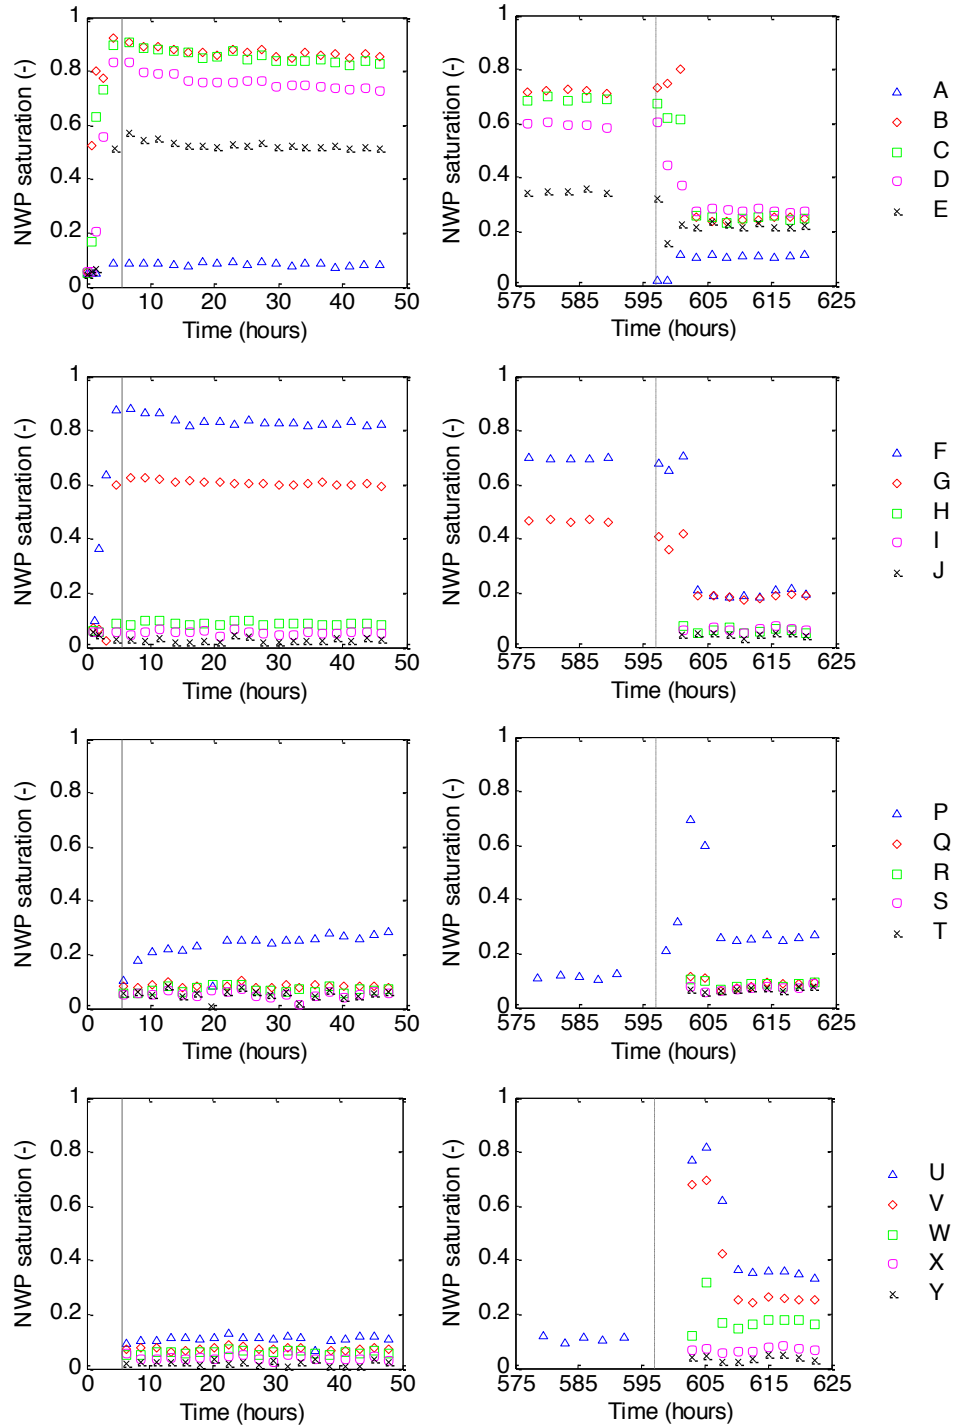 1
0.8
0.6
0.4
0.2
0
0 10 20 30 40 50
NWP saturation (-)
Time (hours)
1
0.8
0.6
0.4
0.2
0
575 585 595 605 615 625
NWP saturation (-)
Time (hours)
A
B
C
D
E
1
0.8
0.6
0.4
0.2
0
0 10 20 30 40 50
NWP saturation (-)
Time (hours)
1
0.8
0.6
0.4
0.2
0
575 585 595 605 615 625
NWP saturation (-)
Time (hours)
F
G
H
I
J
1
0.8
0.6
0.4
0.2
0
0 10 20 30 40 50
NWP saturation (-)
Time (hours)
1
0.8
0.6
0.4
0.2
0
575 585 595 605 615 625
NWP saturation (-)
Time (hours)
P
Q
R
S
T
1
0.8
0.6
0.4
0.2
0
0 10 20 30 40 50
NWP saturation (-)
Time (hours)
1
0.8
0.6
0.4
0.2
0
575 585 595 605 615 625
NWP saturation (-)
Time (hours)
U
V
W
X
Y